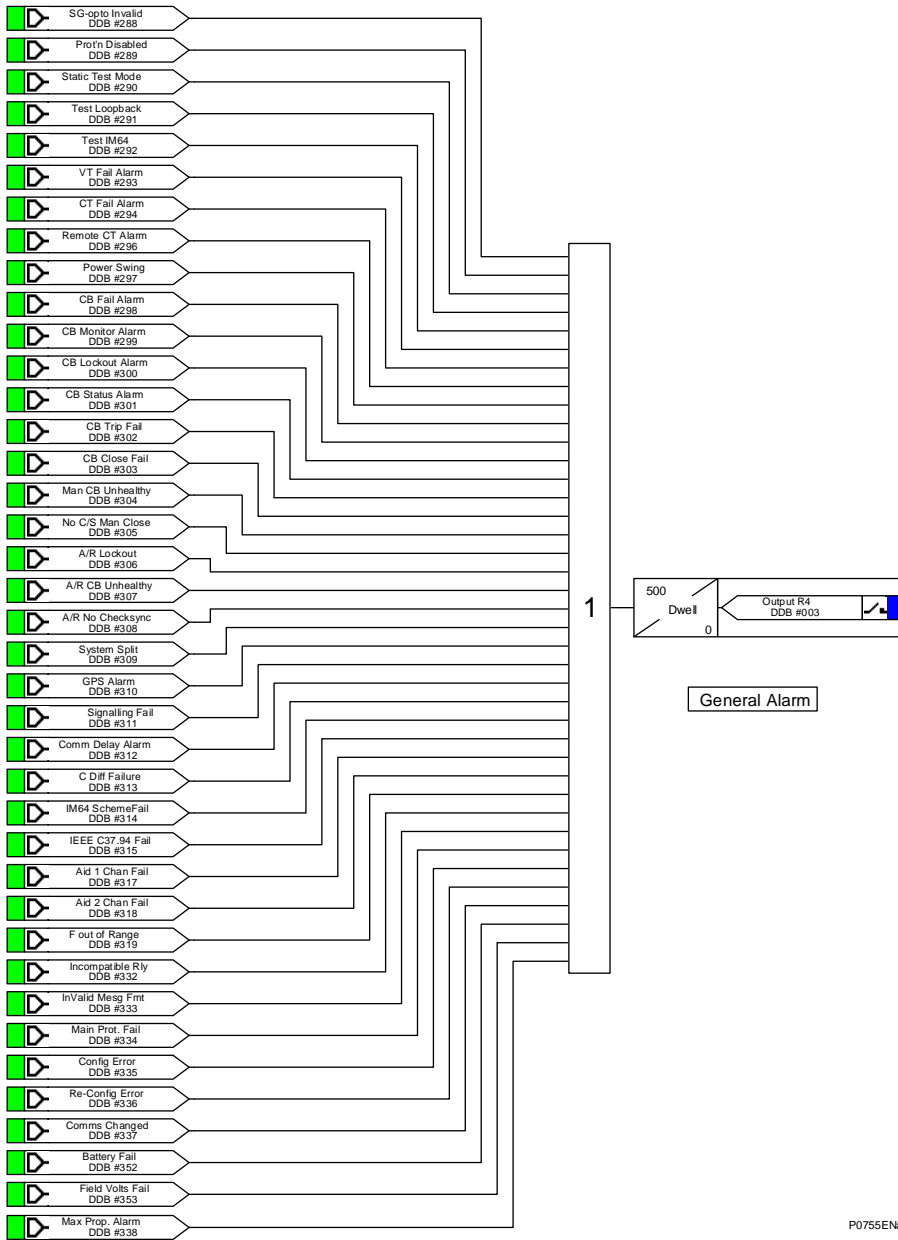 SG-opto Invalid
DDB #288
Prot'n Disabled
DDB #289
Static Test Mode
DDB #290
Test Loopback
DDB #291
Test IM64
DDB #292
VT Fail Alarm
DDB #293
CT Fail Alarm
DDB #294
Remote CT Alarm
DDB #296
Power Swing
DDB #297
CB Fail Alarm
DDB #298
CB Monitor Alarm
DDB #299
CB Lockout Alarm
DDB #300
CB Status Alarm
DDB #301
CB Trip Fail
DDB #302
CB Close Fail
DDB #303
Man CB Unhealthy
DDB #304
No C/S Man Close
DDB #305
A/R Lockout
DDB #306
A/R CB Unhealthy
DDB #307
A/R No Checksync
DDB #308
System Split
DDB #309
GPS Alarm
DDB #310
Signalling Fail
DDB #311
Comm Delay Alarm
DDB #312
C Diff Failure
DDB #313
IM64 SchemeFail
DDB #314
IEEE C37.94 Fail
DDB #315
Aid 1 Chan Fail
DDB #317
Aid 2 Chan Fail
DDB #318
F out of Range
DDB #319
Incompatible Rly
DDB #332
InValid Mesg Fmt
DDB #333
Main Prot. Fail
DDB #334
Config Error
DDB #335
Re-Config Error
DDB #336
Comms Changed
DDB #337
Battery Fail
DDB #352
Field Volts Fail
DDB #353
Max Prop. Alarm
DDB #338
1
500
Dwell
0
Output R4
DDB #003
General Alarm